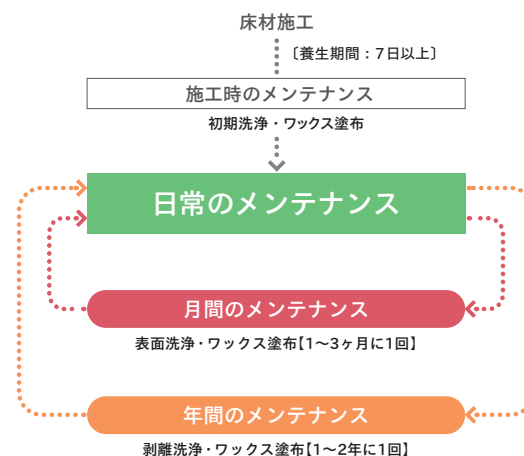 床材施工
〔養生期間：7日以上〕
施工時のメンテナンス
初期洗浄・ワックス塗布
日常のメンテナンス
月間のメンテナンス
表面洗浄・ワックス塗布【1〜3ヶ月に1回】
年間のメンテナンス
剥離洗浄・ワックス塗布【1〜2年に1回】